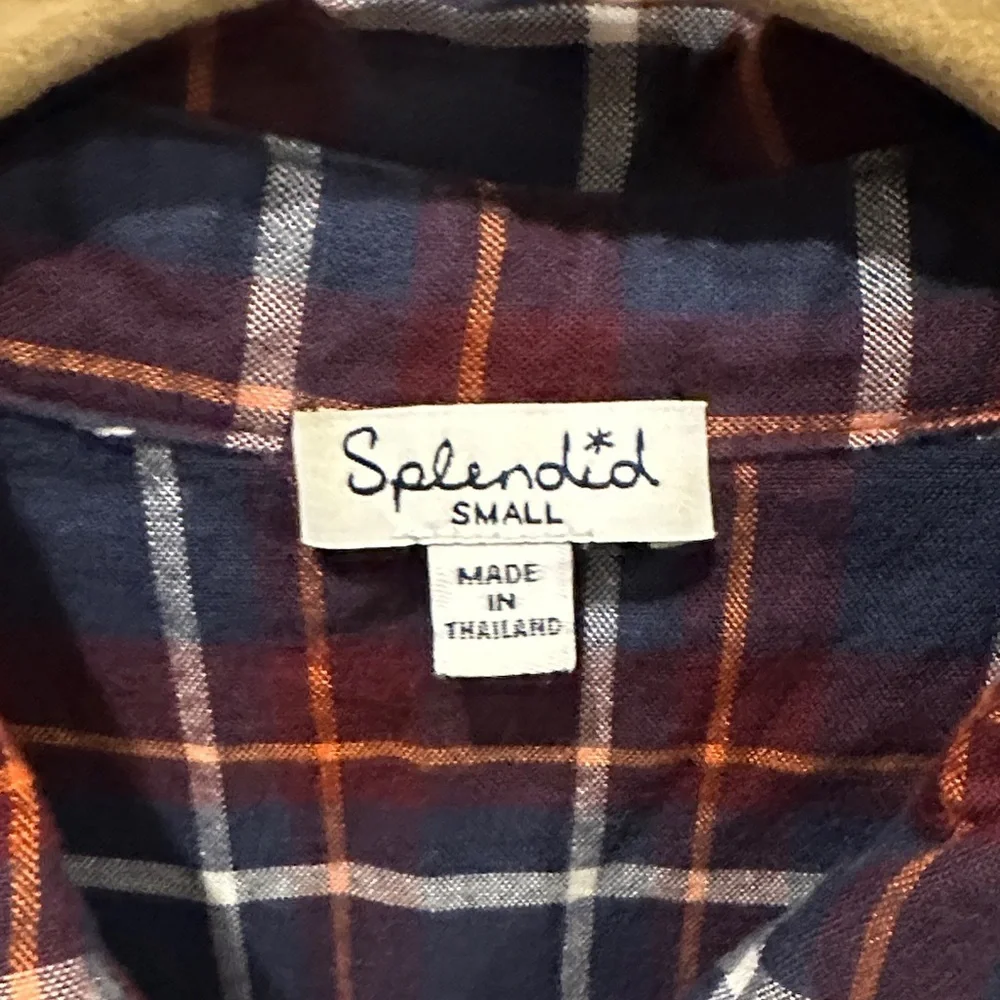 Splendid
SMALL
MADE
IN
THAILAND